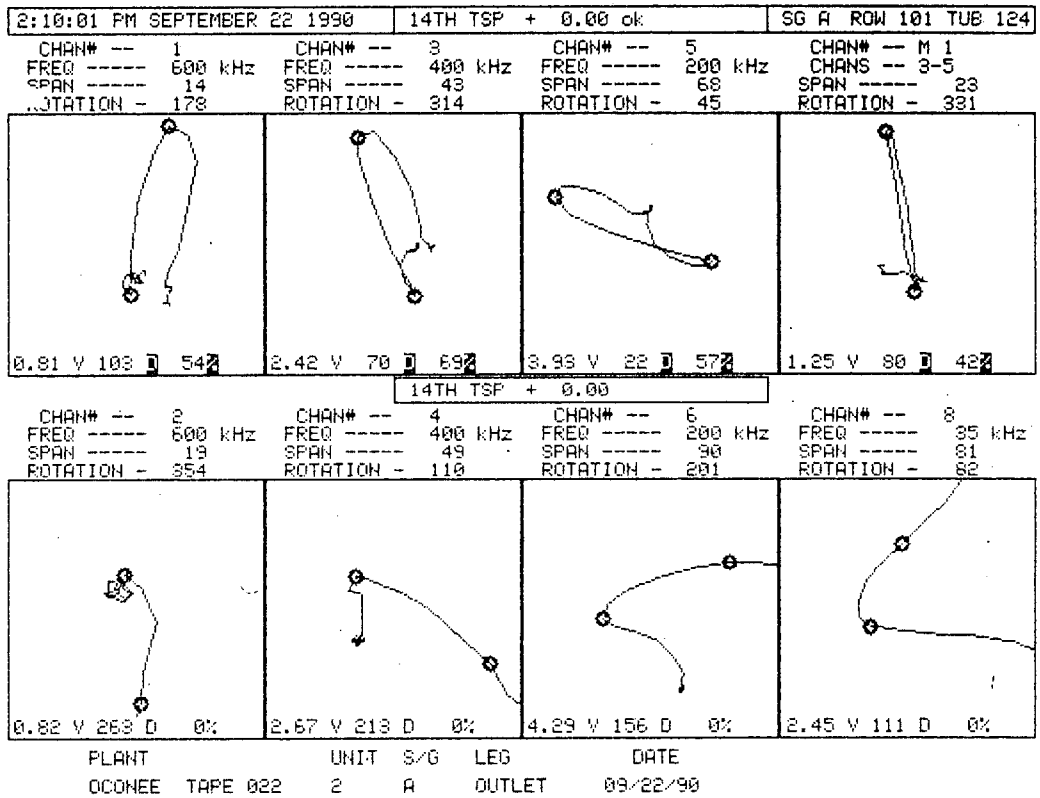 2:10:01 PM SEPTEMBER 22 1990 14TH TSP + 0.00 ok SG A ROW 101 TUB 124
CHAN# -- 1 CHAN# -- 3 CHAN# -- 5 CHAN# -- M 1
FREQ ----- 600 kHz FREQ ----- 400 kHz FREQ ----- 200 kHz CHANS -- 3-5
SPAN ----- 14 SPAN ----- 43 SPAN ----- 68 SPAN ----- 23
ROTATION - 178 ROTATION - 314 ROTATION - 45 ROTATION - 331
0.81 V 103 D 54% 2.42 V 70 D 69% 3.93 V 22 D 57% 1.25 V 80 D 42%
14TH TSP + 0.00
CHAN# -- 2 CHAN# -- 4 CHAN# -- 6 CHAN# -- 8
FREQ ----- 600 kHz FREQ ----- 400 kHz FREQ ----- 200 kHz FREQ ----- 35 kHz
SPAN ----- 19 SPAN ----- 49 SPAN ----- 90 SPAN ----- 81
ROTATION - 354 ROTATION - 110 ROTATION - 201 ROTATION - 82
0.82 V 263 D 0% 2.67 V 213 D 0% 4.29 V 156 D 0% 2.45 V 111 D 0%
PLANT UNIT S/G LEG DATE
OCONEE TAPE 022 2 A OUTLET 09/22/90